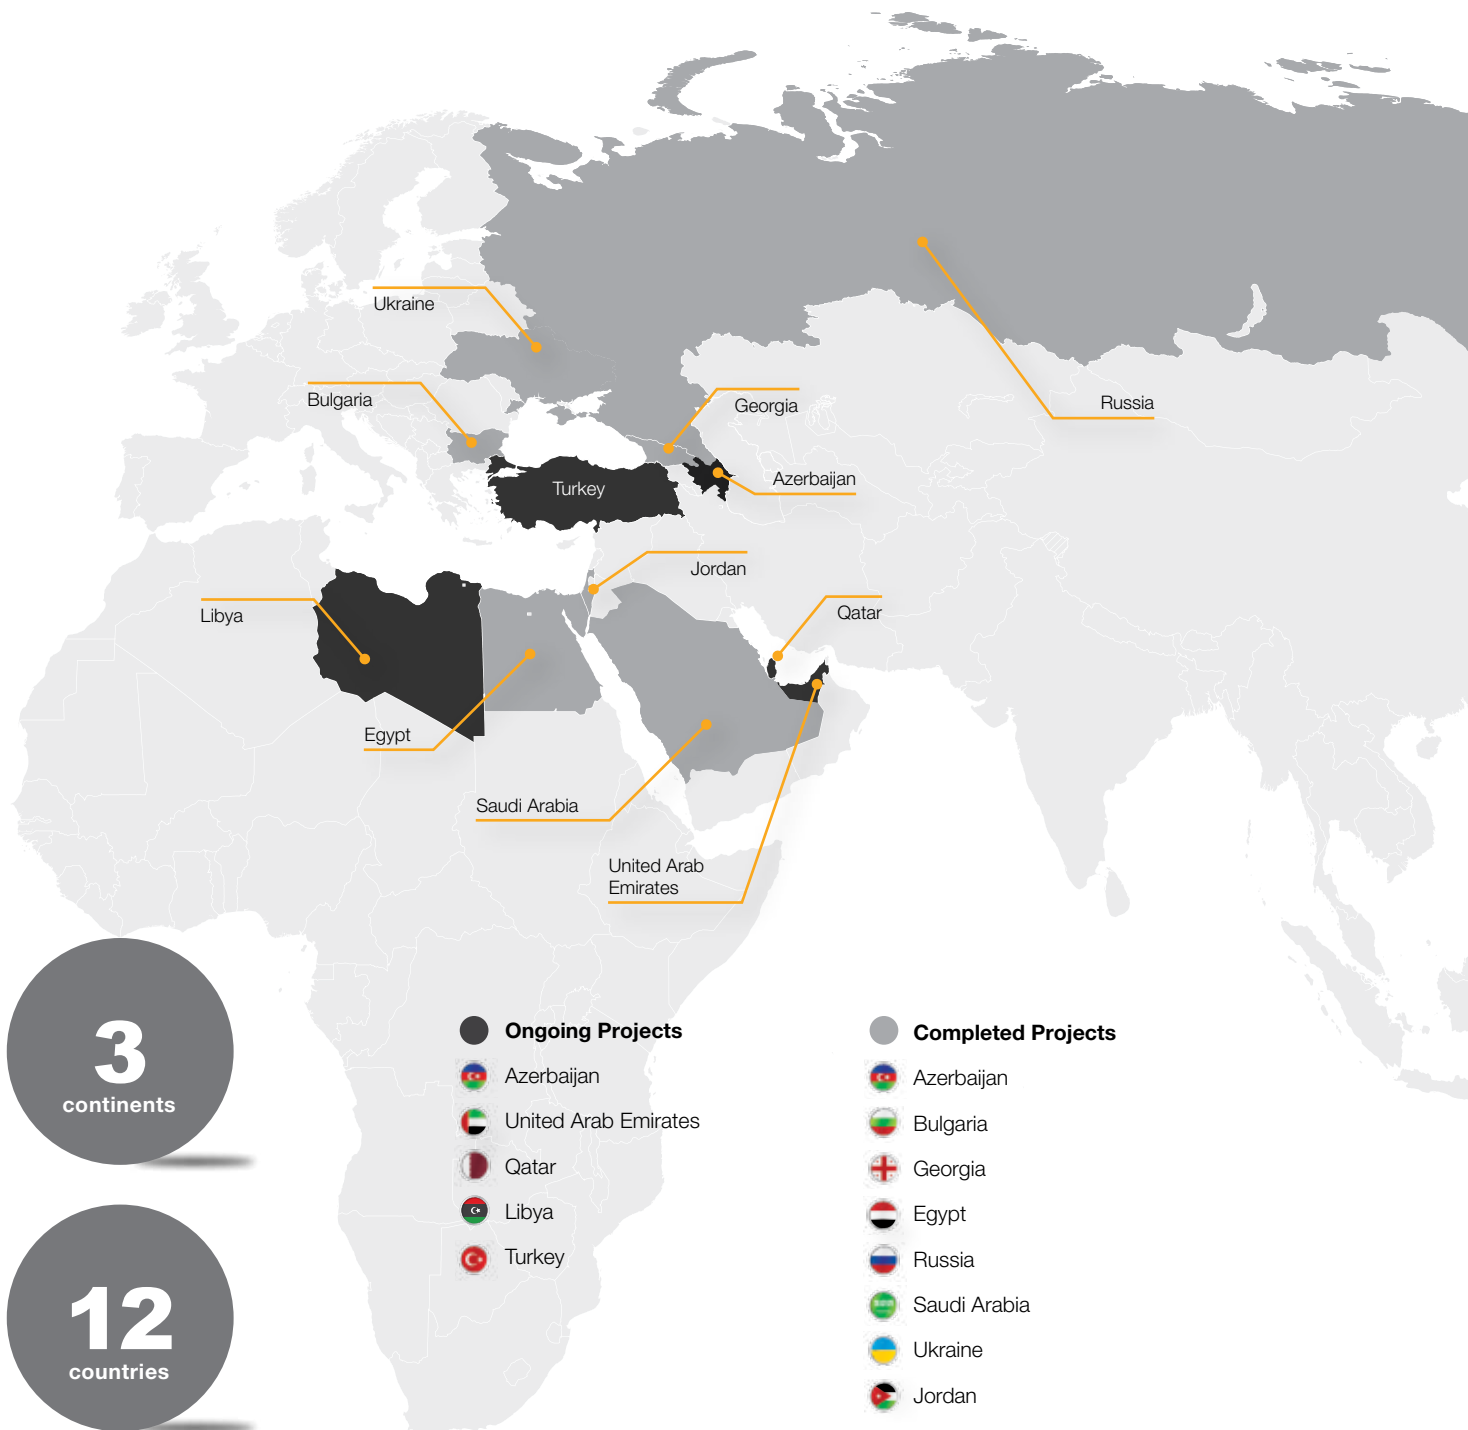 Ukraine
Bulgaria
Georgia
Russia
Azerbaijan
Turkey
Jordan
Qatar
Libya
Egypt
Saudi Arabia
United Arab
Emirates
3
continents
12
countries
Ongoing Projects
Azerbaijan
United Arab Emirates
Qatar
Libya
Turkey
Completed Projects
Azerbaijan
Bulgaria
Georgia
Egypt
Russia
Saudi Arabia
Ukraine
Jordan